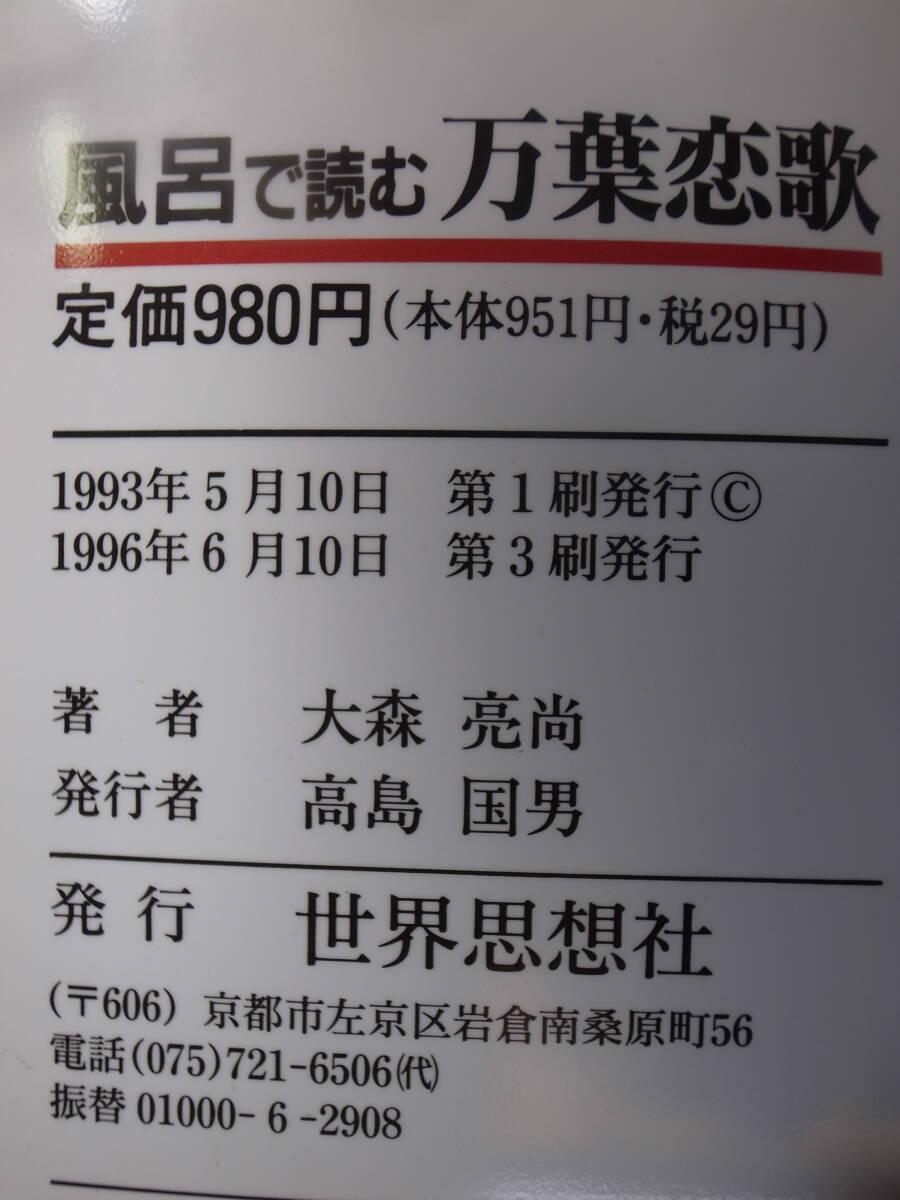 風呂で読む 万葉恋歌
定価980円(本体951円・税29円)
1993年5月10日 第1刷発行Ⓒ
1996年6月10日 第3刷発行
著 者 大森 亮尚
発行者 高島 国男
発 行 世界思想社
(〒606) 京都市左京区岩倉南桑原町56
電話(075)721-6506(代)
振替 01000-6-2908